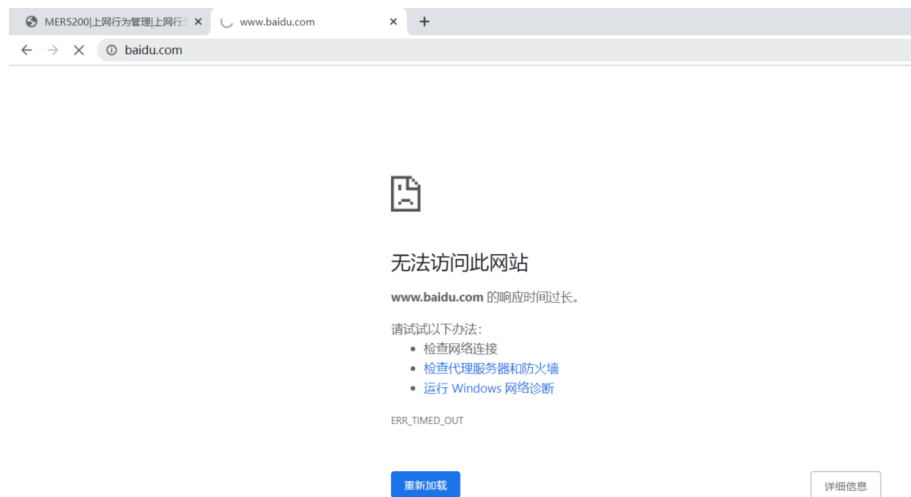 MER5200|上网行为管理|上网行
www.baidu.com
baidu.com
无法访问此网站
www.baidu.com 的响应时间过长。
请试试以下办法：
检查网络连接
检查代理服务器和防火墙
运行 Windows 网络诊断
ERR_TIMED_OUT
重新加载
详细信息